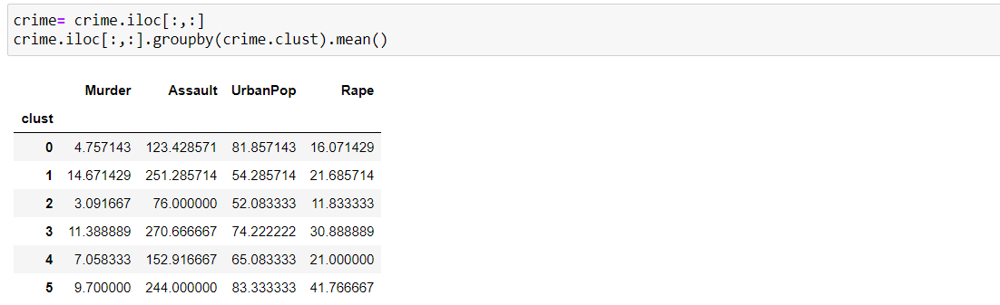 crime= crime.iloc[:,:]
crime.iloc[:,:].groupby(crime.clust).mean()
Murder Assault UrbanPop Rape
clust
0 4.757143 123.428571 81.857143 16.071429
1 14.671429 251.285714 54.285714 21.685714
2 3.091667 76.000000 52.083333 11.833333
3 11.388889 270.666667 74.222222 30.888889
4 7.058333 152.916667 65.083333 21.000000
5 9.700000 244.000000 83.333333 41.766667